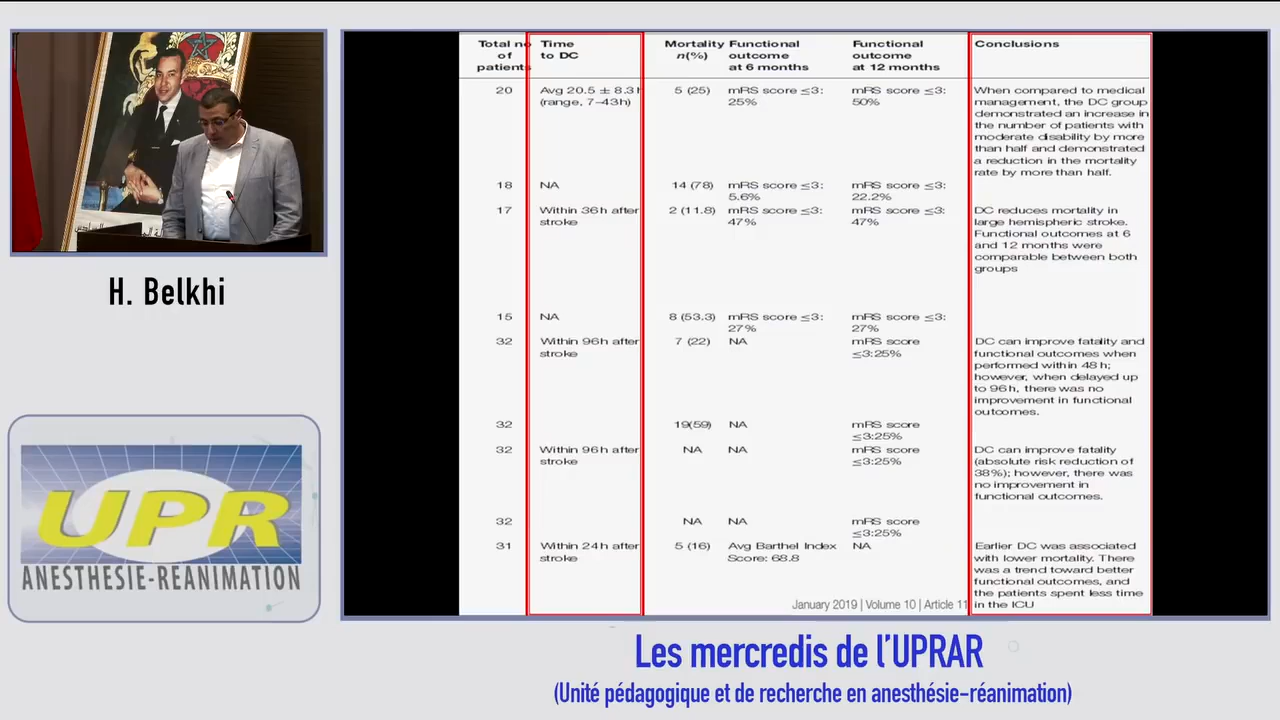 Total no of patients | Time to DC | Mortality n(%) | Functional outcome at 6 months | Functional outcome at 12 months | Conclusions
20 | Avg 20.5 ± 8.3 h (range, 7–43h) | 5 (25) | mRS score ≤3: 25% | mRS score ≤3: 50% | When compared to medical management, the DC group demonstrated an increase in the number of patients with moderate disability by more than half and demonstrated a reduction in the mortality rate by more than half.
18 | NA | 14 (78) | mRS score ≤3: 5.6% | mRS score ≤3: 22.2%
17 | Within 36h after stroke | 2 (11.8) | mRS score ≤3: 47% | mRS score ≤3: 47% | DC reduces mortality in large hemispheric stroke. Functional outcomes at 6 and 12 months were comparable between both groups
15 | NA | 8 (53.3) | mRS score ≤3: 27% | mRS score ≤3: 27%
32 | Within 96h after stroke | 7 (22) | NA | mRS score ≤3:25% | DC can improve fatality and functional outcomes when performed within 48 h; however, when delayed up to 96h, there was no improvement in functional outcomes.
32 | 19(59) | NA | mRS score ≤3:25%
32 | Within 96h after stroke | NA | NA | mRS score ≤3:25% | DC can improve fatality (absolute risk reduction of 38%); however, there was no improvement in functional outcomes.
32 | NA | NA | mRS score ≤3:25%
31 | Within 24h after stroke | 5 (16) | Avg Barthel Index Score: 68.8 | NA | Earlier DC was associated with lower mortality. There was a trend toward better functional outcomes, and the patients spent less time in the ICU
January 2019 | Volume 10 | Article 11
H. Belkhi
UPR
ANESTHESIE-REANIMATION
Les mercredis de l'UPRAR
(Unité pédagogique et de recherche en anesthésie-réanimation)